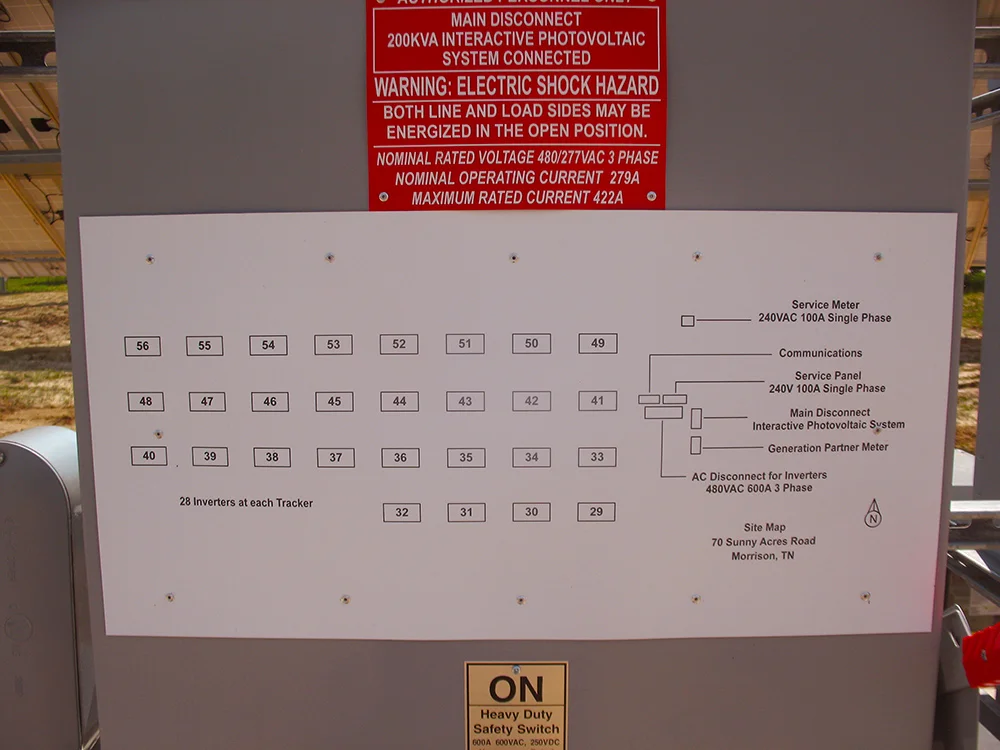 AUTHORIZED PERSONNEL ONLY
MAIN DISCONNECT
200KVA INTERACTIVE PHOTOVOLTAIC
SYSTEM CONNECTED
WARNING: ELECTRIC SHOCK HAZARD
BOTH LINE AND LOAD SIDES MAY BE
ENERGIZED IN THE OPEN POSITION.
NOMINAL RATED VOLTAGE 480/277VAC 3 PHASE
NOMINAL OPERATING CURRENT 279A
MAXIMUM RATED CURRENT 422A
Service Meter
240VAC 100A Single Phase
56 55 54 53 52 51 50 49
Communications
Service Panel
240V 100A Single Phase
48 47 46 45 44 43 42 41
Main Disconnect
Interactive Photovoltaic System
Generation Partner Meter
40 39 38 37 36 35 34 33
AC Disconnect for Inverters
480VAC 600A 3 Phase
28 Inverters at each Tracker
32 31 30 29
N
Site Map
70 Sunny Acres Road
Morrison, TN
ON
Heavy Duty
Safety Switch
600A 600VAC, 250VDC